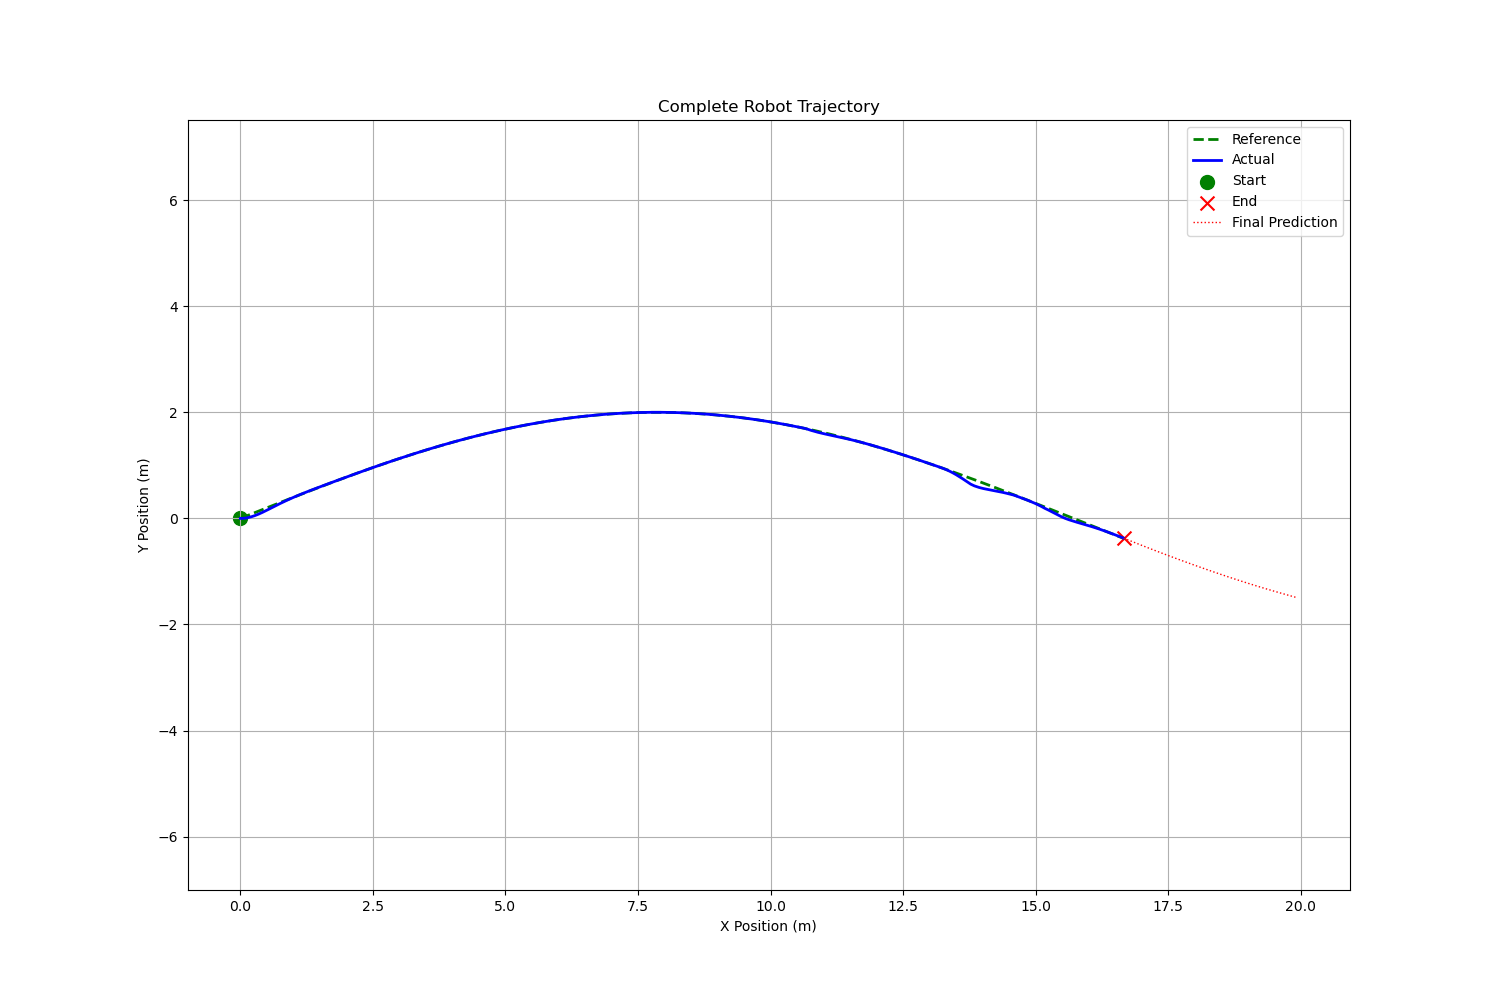 Complete Robot Trajectory
Reference
Actual
Start
End
Final Prediction
6
4
2
0
−2
−4
−6
Y Position (m)
0.0 2.5 5.0 7.5 10.0 12.5 15.0 17.5 20.0
X Position (m)